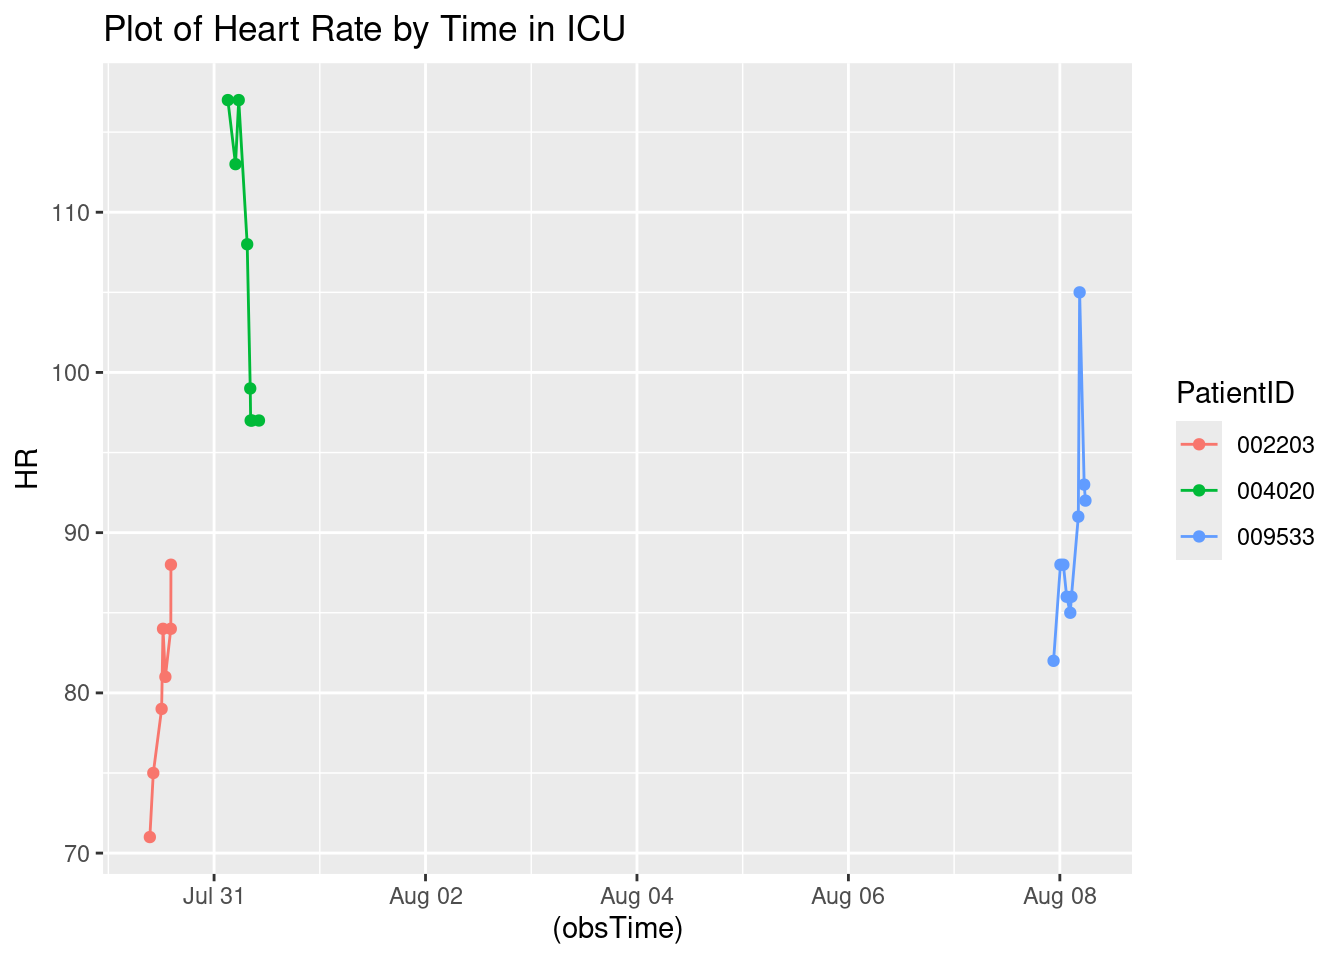 Plot of Heart Rate by Time in ICU
HR
110
100
90
80
70
Jul 31 Aug 02 Aug 04 Aug 06 Aug 08
(obsTime)
PatientID
002203
004020
009533